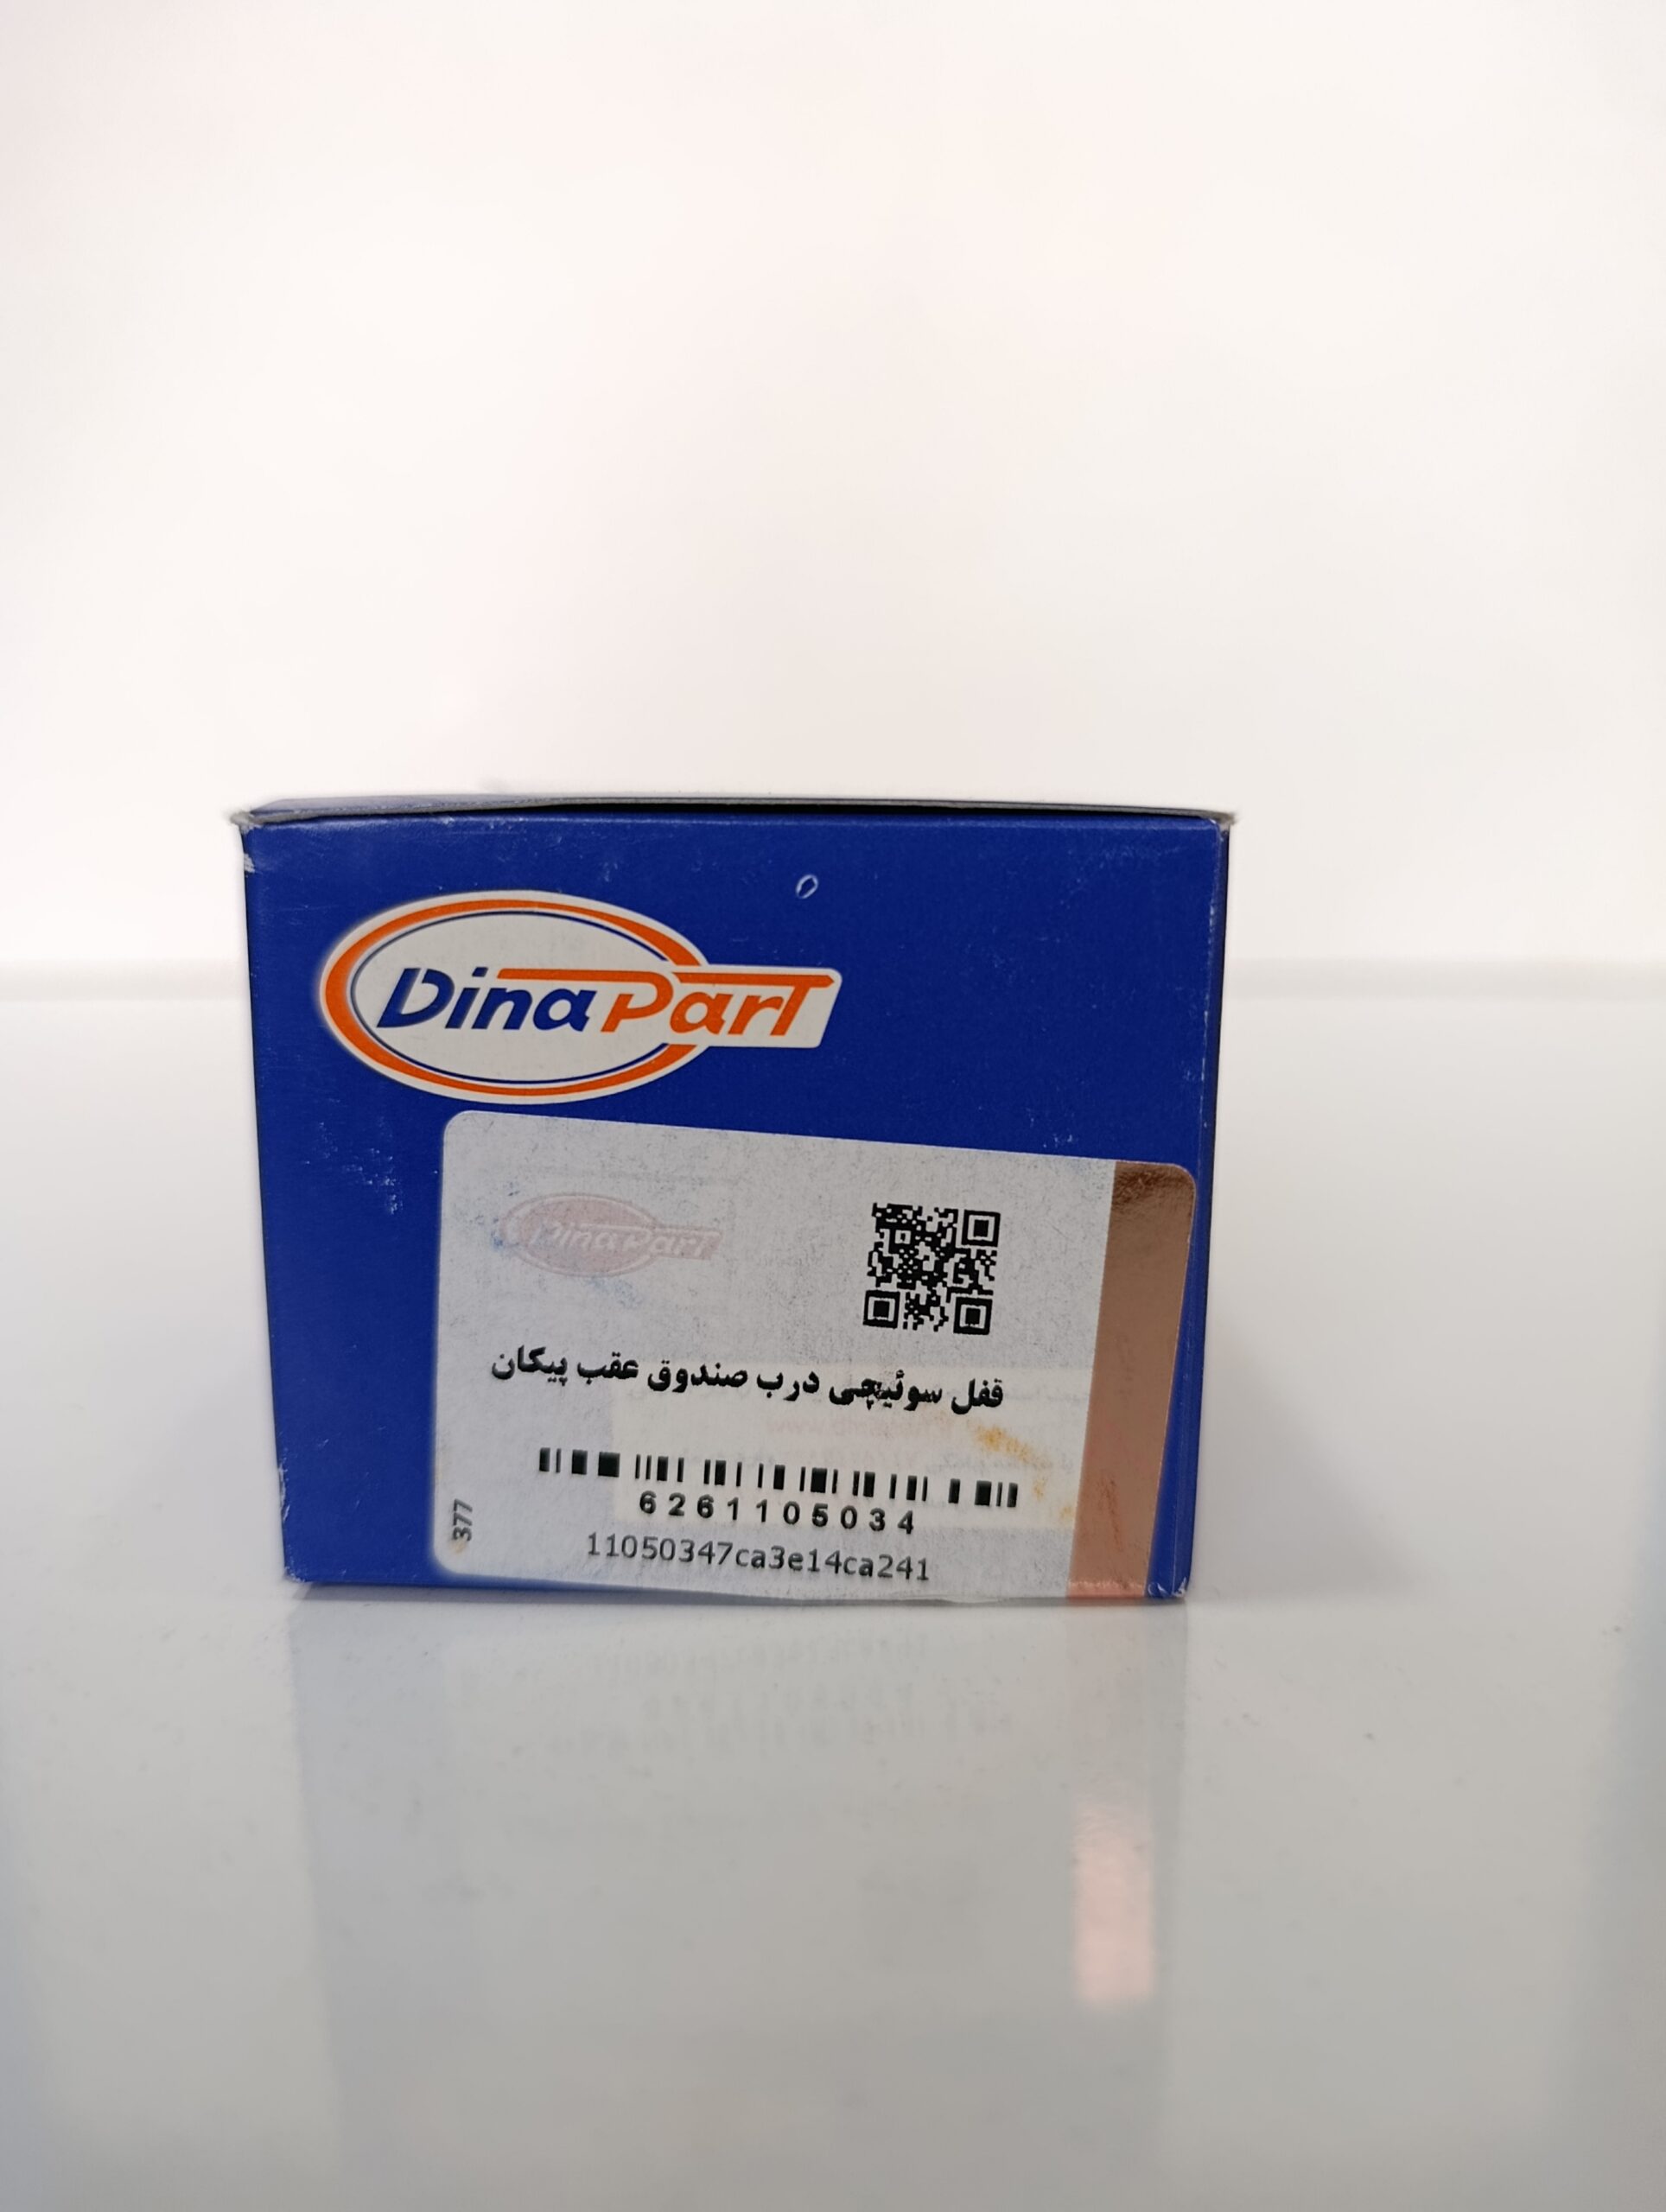 DinaPart
DinaPart
قفل سوئیچی درب صندوق عقب پیکان
6261105034
11050347ca3e14ca241
377